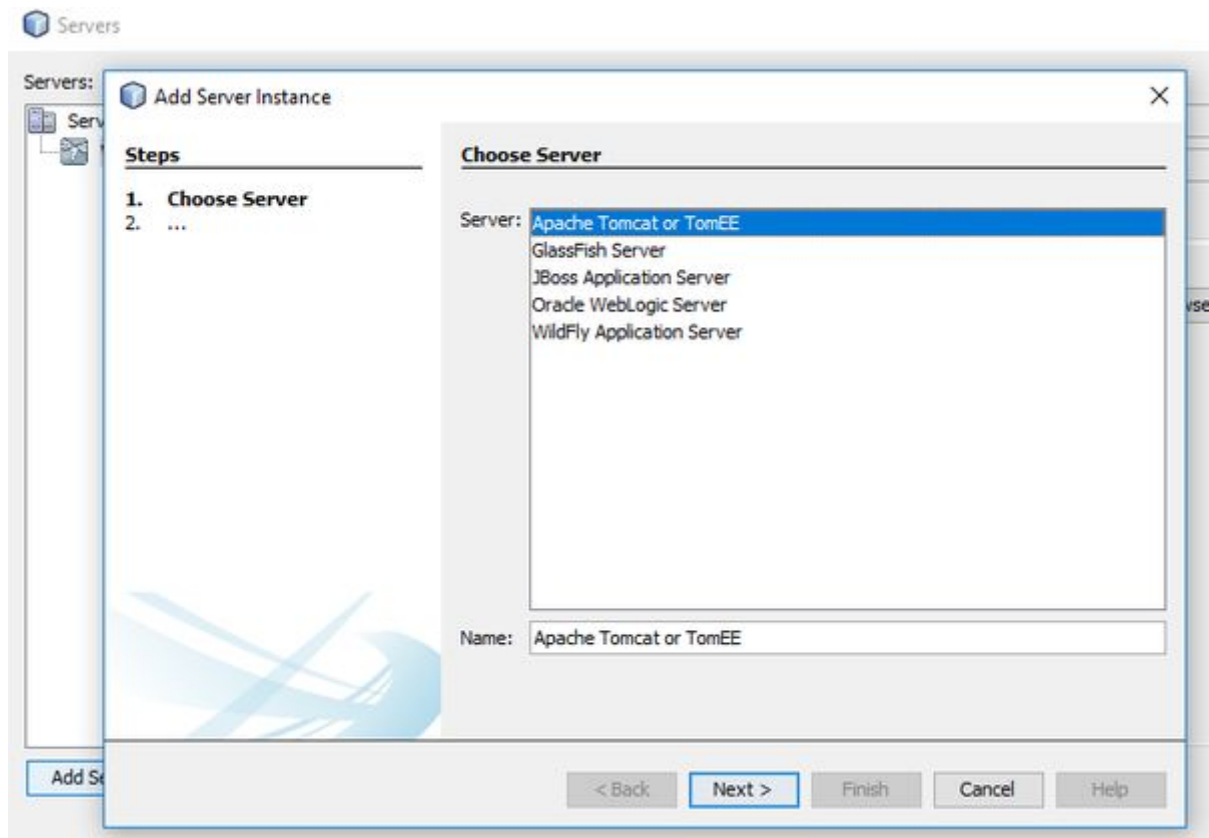 Servers
Servers:
Add Server Instance
Steps
1. Choose Server
2. ...
Choose Server
Server:
Apache Tomcat or TomEE
GlassFish Server
JBoss Application Server
Oracle WebLogic Server
WildFly Application Server
Name: Apache Tomcat or TomEE
< Back
Next >
Finish
Cancel
Help